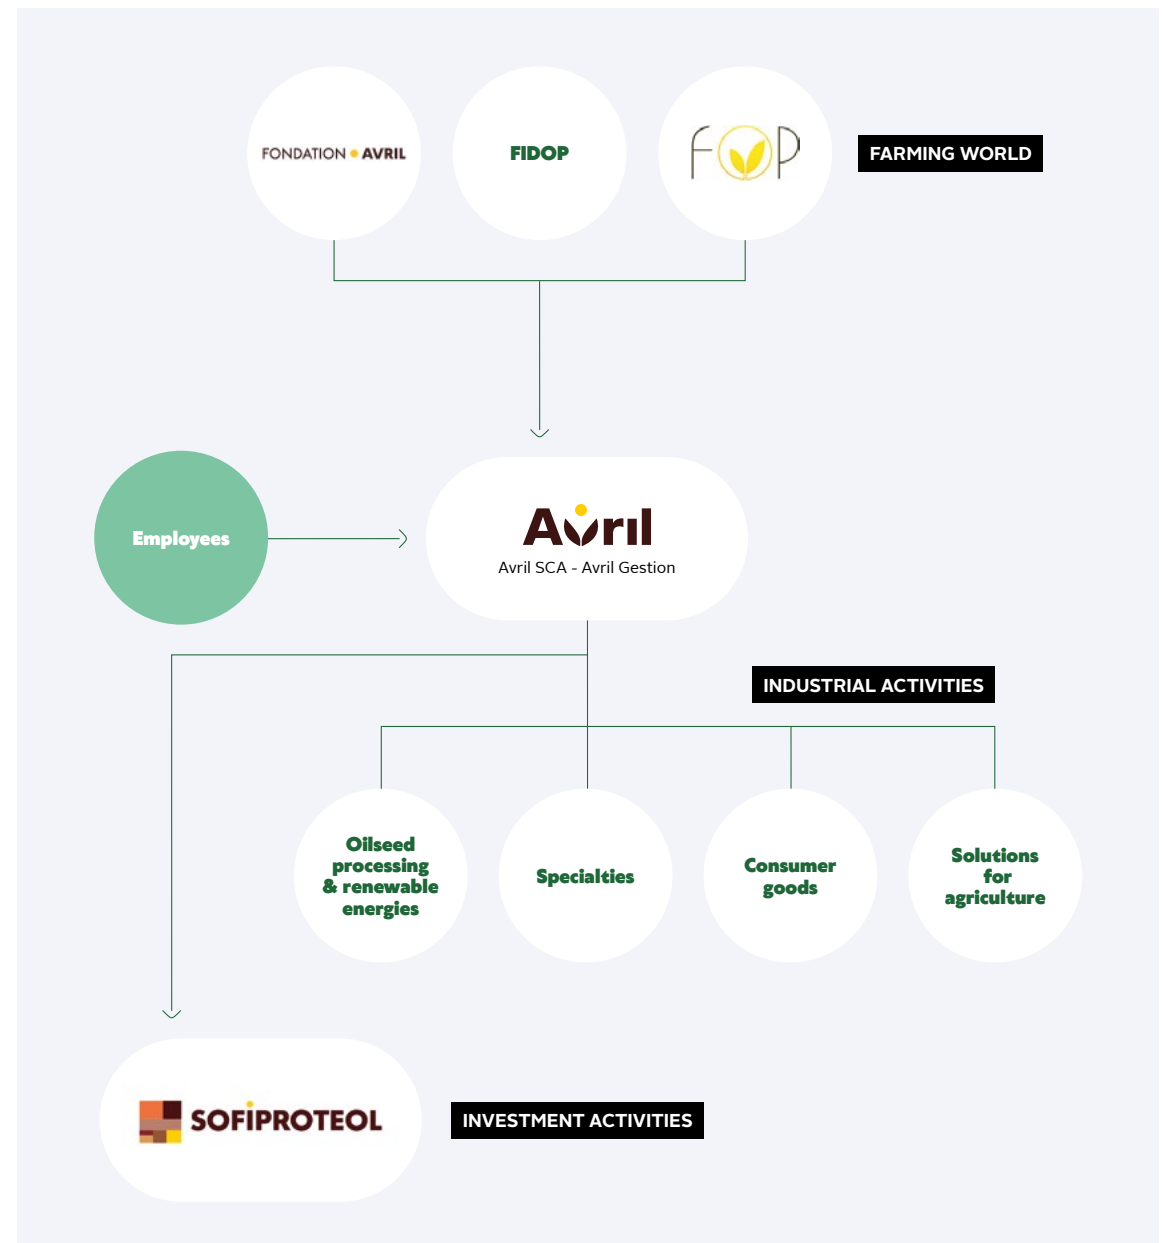 FONDATION AVRIL
FIDOP
FOP
FARMING WORLD
Employees
Avril
Avril SCA - Avril Gestion
INDUSTRIAL ACTIVITIES
Oilseed
processing
& renewable
energies
Specialties
Consumer
goods
Solutions
for
agriculture
SOFIPROTEOL
INVESTMENT ACTIVITIES